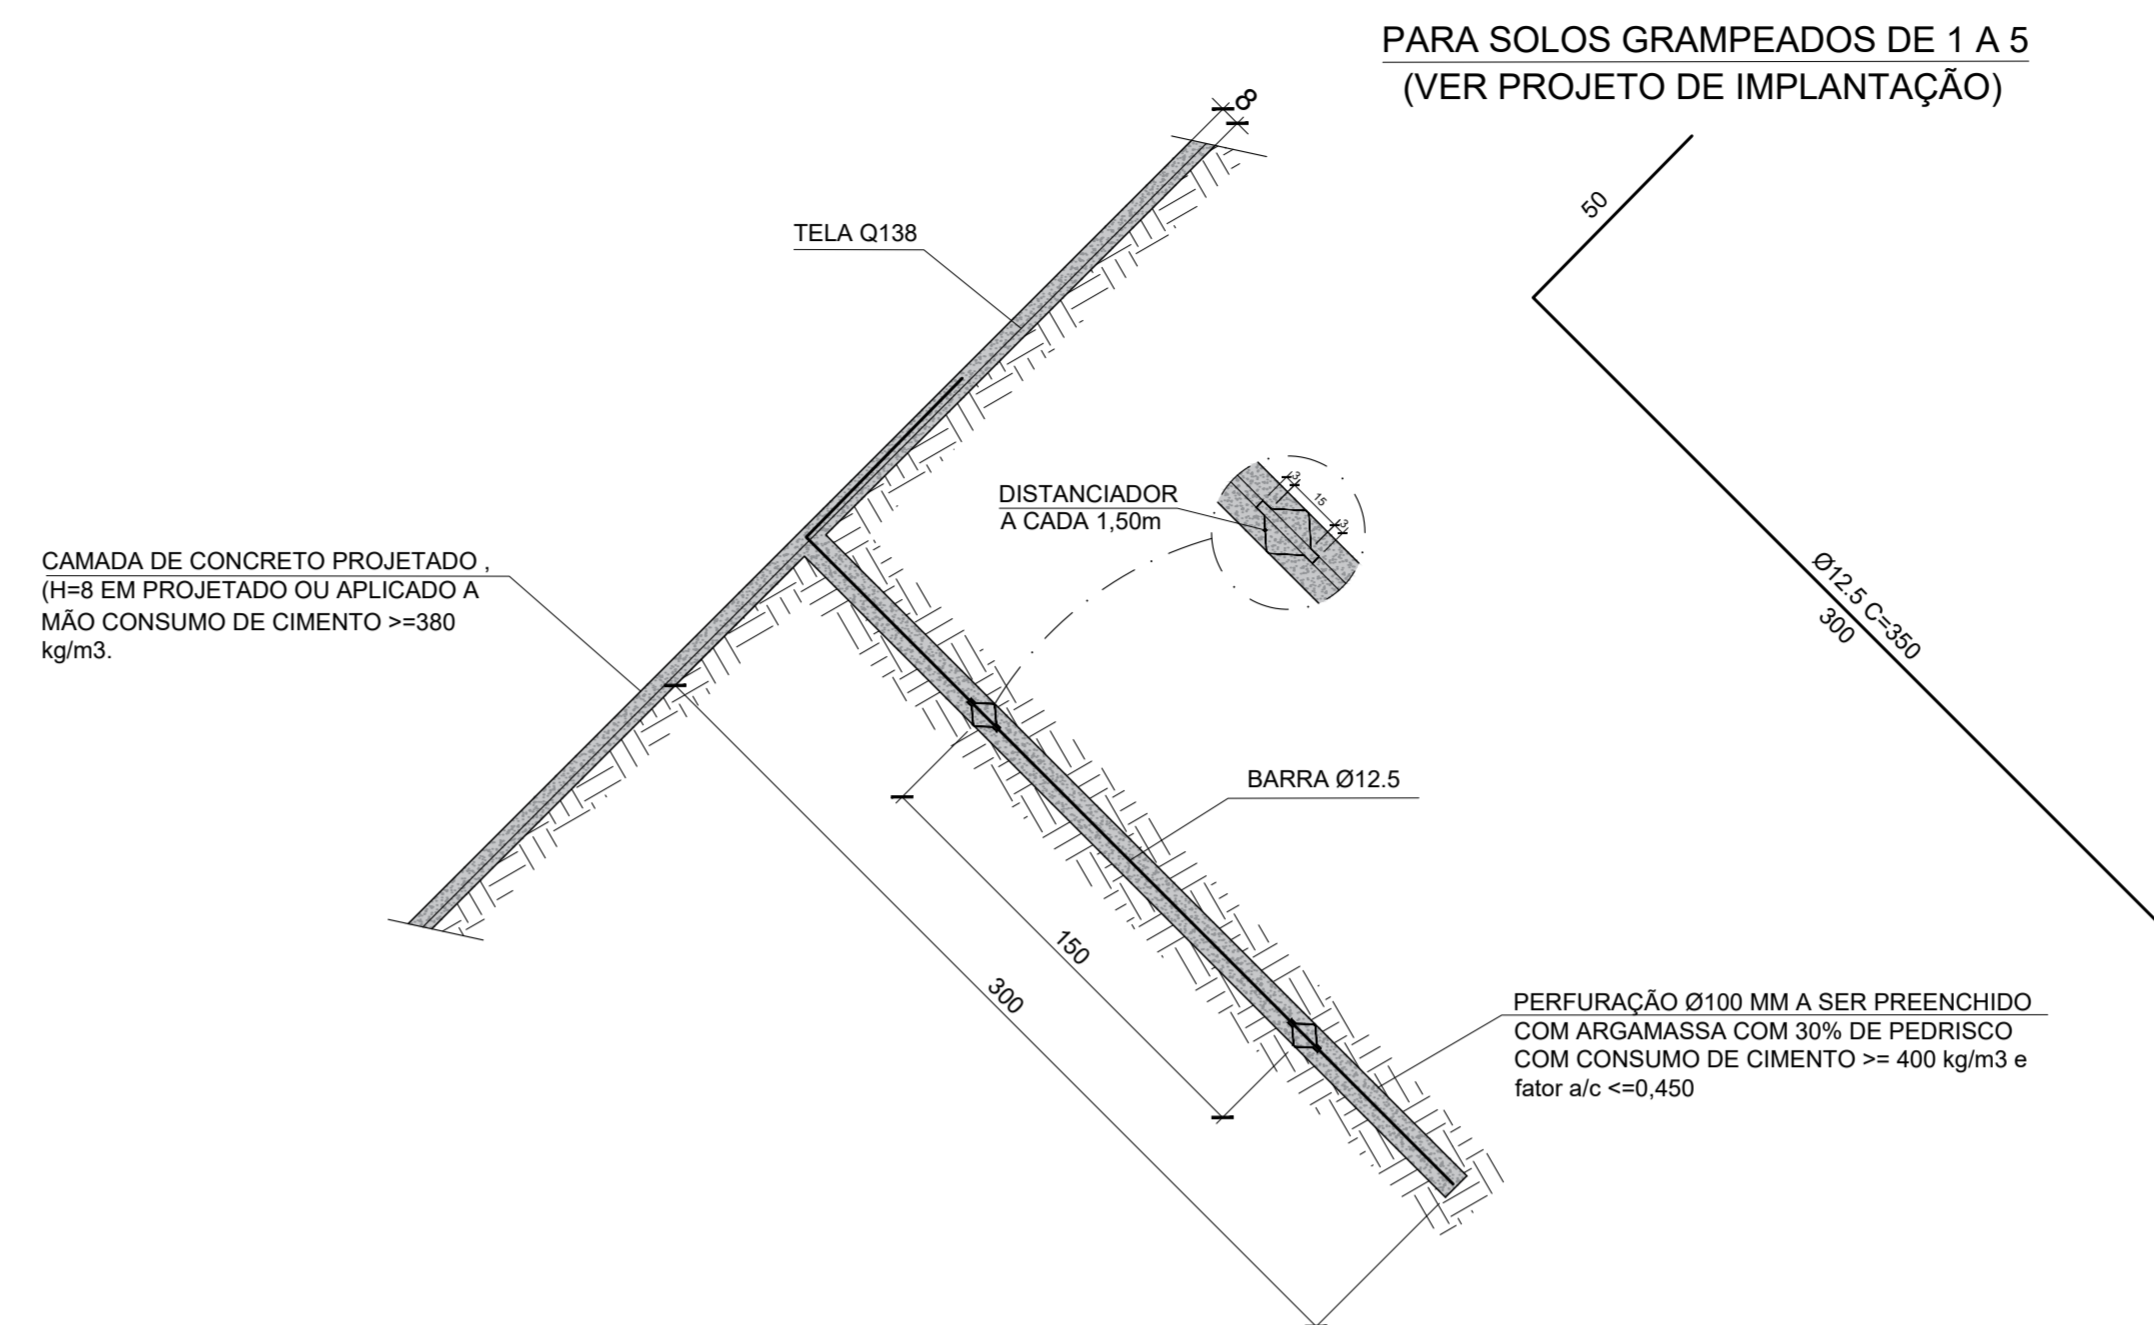 PARA SOLOS GRAMPEADOS DE 1 A 5
(VER PROJETO DE IMPLANTAÇÃO)
8
50
TELA Q138
3
15
3
DISTANCIADOR
A CADA 1,50m
CAMADA DE CONCRETO PROJETADO ,
(H=8 EM PROJETADO OU APLICADO A
MÃO CONSUMO DE CIMENTO >=380
kg/m3.
Ø12.5 C=350
300
BARRA Ø12.5
150
300
PERFURAÇÃO Ø100 MM A SER PREENCHIDO
COM ARGAMASSA COM 30% DE PEDRISCO
COM CONSUMO DE CIMENTO >= 400 kg/m3 e
fator a/c <=0,450